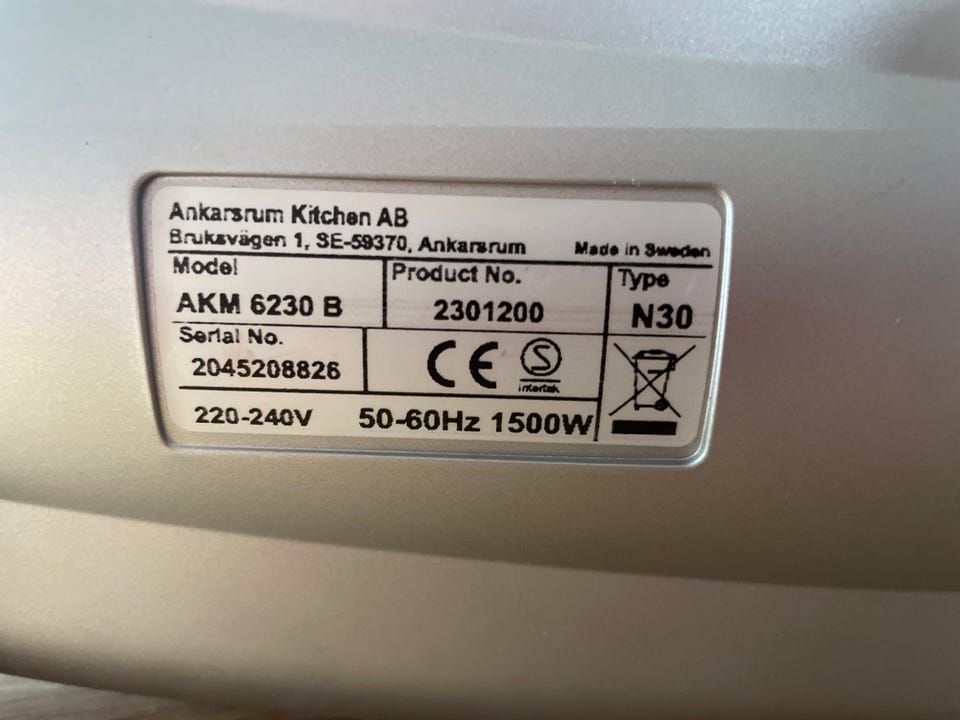 Ankarsrum Kitchen AB
Bruksvägen 1, SE-59370, Ankarsrum Made in Sweden
Model Product No. Type
AKM 6230 B 2301200 N30
Serial No.
2045208826
CE S
Intertek
220-240V 50-60Hz 1500W